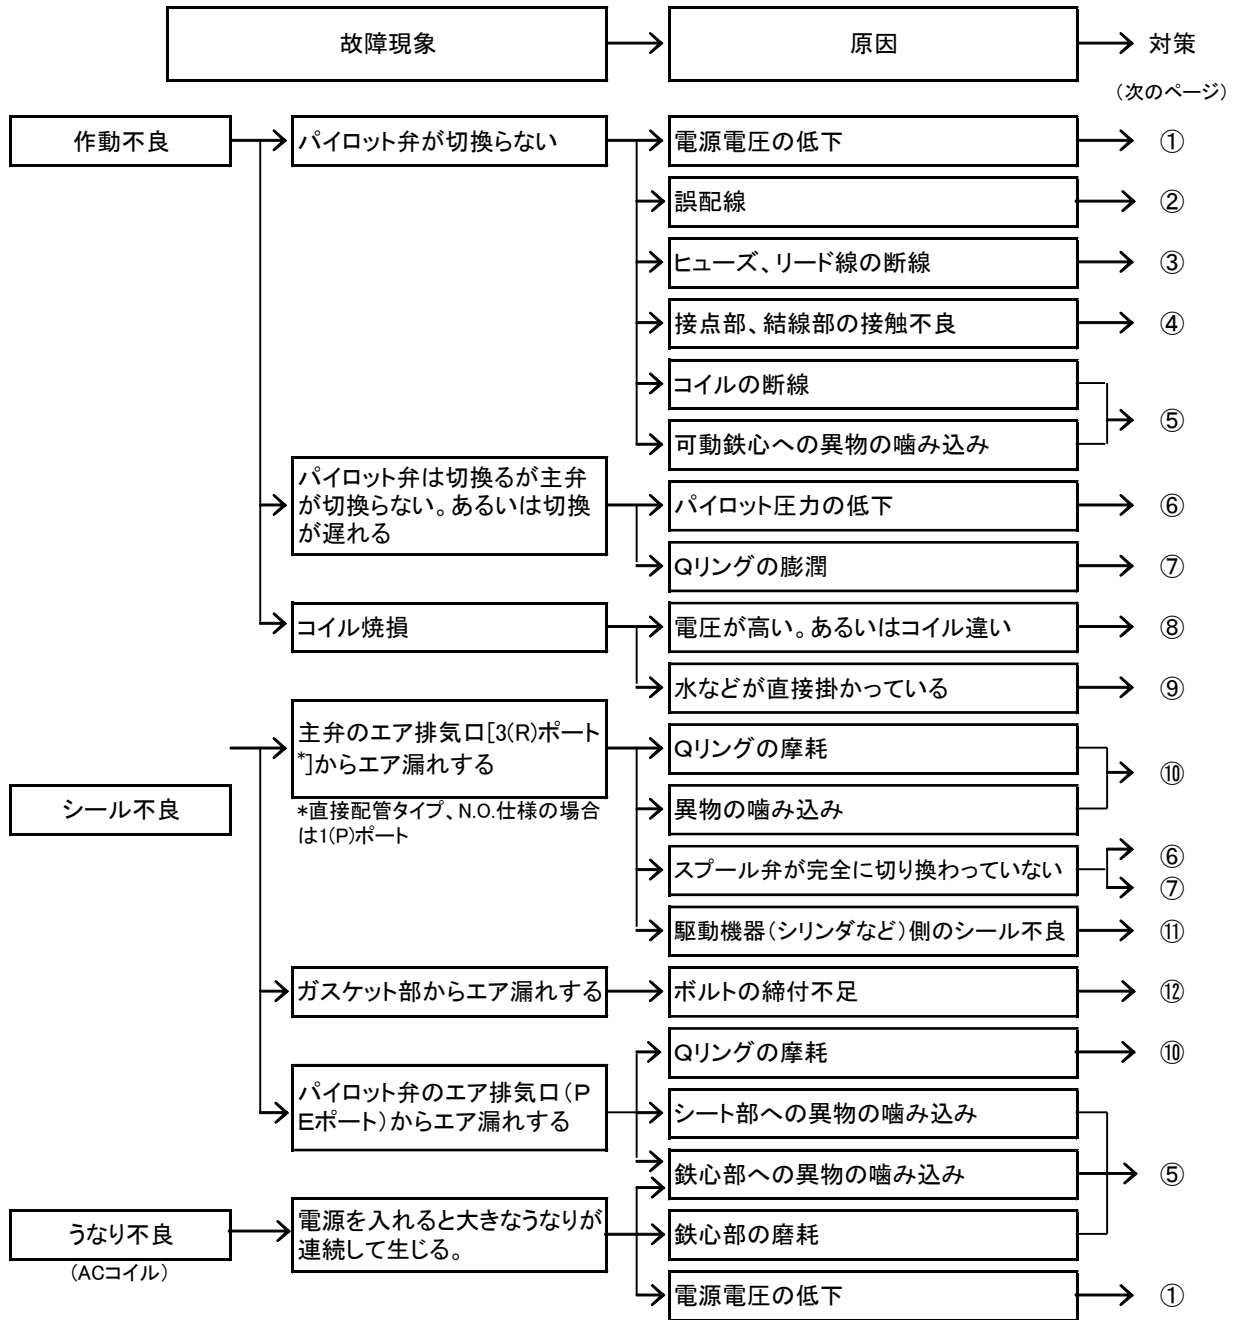 故障現象
原因
対策
(次のページ)
作動不良
パイロット弁が切換らない
電源電圧の低下
①
誤配線
②
ヒューズ、リード線の断線
③
接点部、結線部の接触不良
④
コイルの断線
⑤
可動鉄心への異物の噛み込み
パイロット弁は切換るが主弁
が切換らない。あるいは切換
が遅れる
パイロット圧力の低下
⑥
Qリングの膨潤
⑦
コイル焼損
電圧が高い。あるいはコイル違い
⑧
水などが直接掛かっている
⑨
シール不良
主弁のエア排気口[3(R)ポート
*]からエア漏れする
*直接配管タイプ、N.O.仕様の場合
は1(P)ポート
Qリングの摩耗
⑩
異物の噛み込み
スプール弁が完全に切り換わっていない
⑥
⑦
駆動機器(シリンダなど)側のシール不良
⑪
ガスケット部からエア漏れする
ボルトの締付不足
⑫
パイロット弁のエア排気口(P
Eポート)からエア漏れする
Qリングの摩耗
⑩
シート部への異物の噛み込み
鉄心部への異物の噛み込み
⑤
うなり不良
(ACコイル)
電源を入れると大きなうなりが
連続して生じる。
鉄心部の磨耗
電源電圧の低下
①